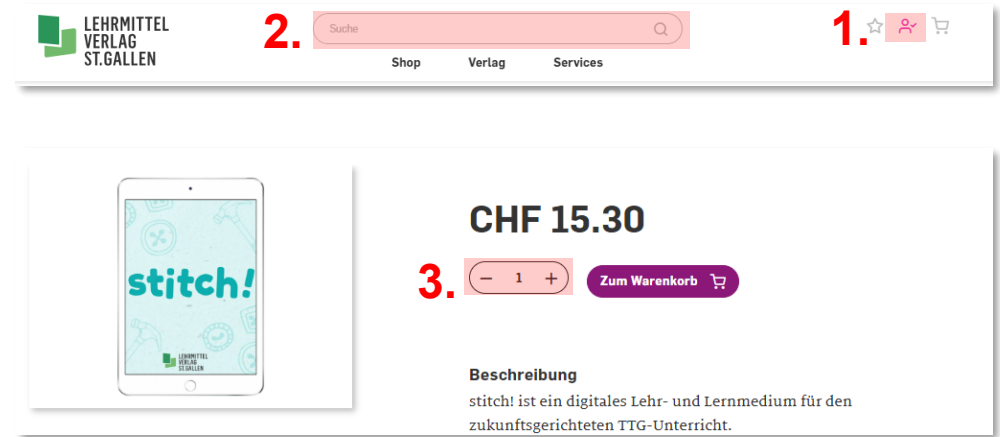 LEHRMITTEL
VERLAG
ST.GALLEN
2.
Suche
1.
Shop Verlag Services
stitch!
LEHRMITTEL
VERLAG
ST.GALLEN
CHF 15.30
3.
− 1 +
Zum Warenkorb
Beschreibung
stitch! ist ein digitales Lehr- und Lernmedium für den
zukunftsgerichteten TTG-Unterricht.